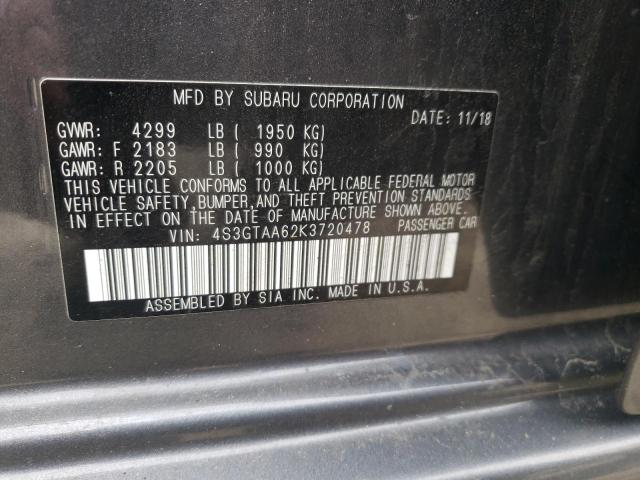 MFD BY SUBARU CORPORATION
DATE: 11/18
GVWR: 4299 LB ( 1950 KG)
GAWR: F 2183 LB ( 990 KG)
GAWR: R 2205 LB ( 1000 KG)
THIS VEHICLE CONFORMS TO ALL APPLICABLE FEDERAL MOTOR
VEHICLE SAFETY, BUMPER, AND THEFT PREVENTION STANDARDS
IN EFFECT ON THE DATE OF MANUFACTURE SHOWN ABOVE.
VIN: 4S3GTAA62K3720478 PASSENGER CAR
ASSEMBLED BY SIA INC. MADE IN U.S.A.